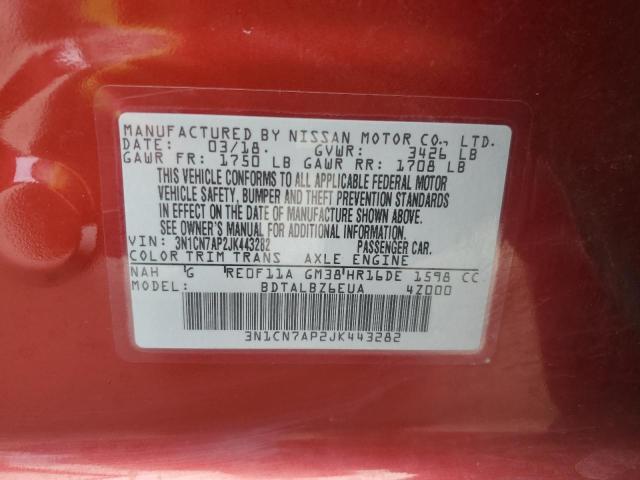 MANUFACTURED BY NISSAN MOTOR CO., LTD.
DATE: 03/18. GVWR: 3426 LB
GAWR FR: 1750 LB GAWR RR: 1708 LB
THIS VEHICLE CONFORMS TO ALL APPLICABLE FEDERAL MOTOR
VEHICLE SAFETY, BUMPER AND THEFT PREVENTION STANDARDS
IN EFFECT ON THE DATE OF MANUFACTURE SHOWN ABOVE.
SEE OWNER'S MANUAL FOR ADDITIONAL INFORMATION.
VIN: 3N1CN7AP2JK443282 PASSENGER CAR.
COLOR TRIM TRANS AXLE ENGINE
NAH G RE0F11A GM38 HR16DE 1598 CC
MODEL: BDTALBZ6EUA 4Z000
3N1CN7AP2JK443282